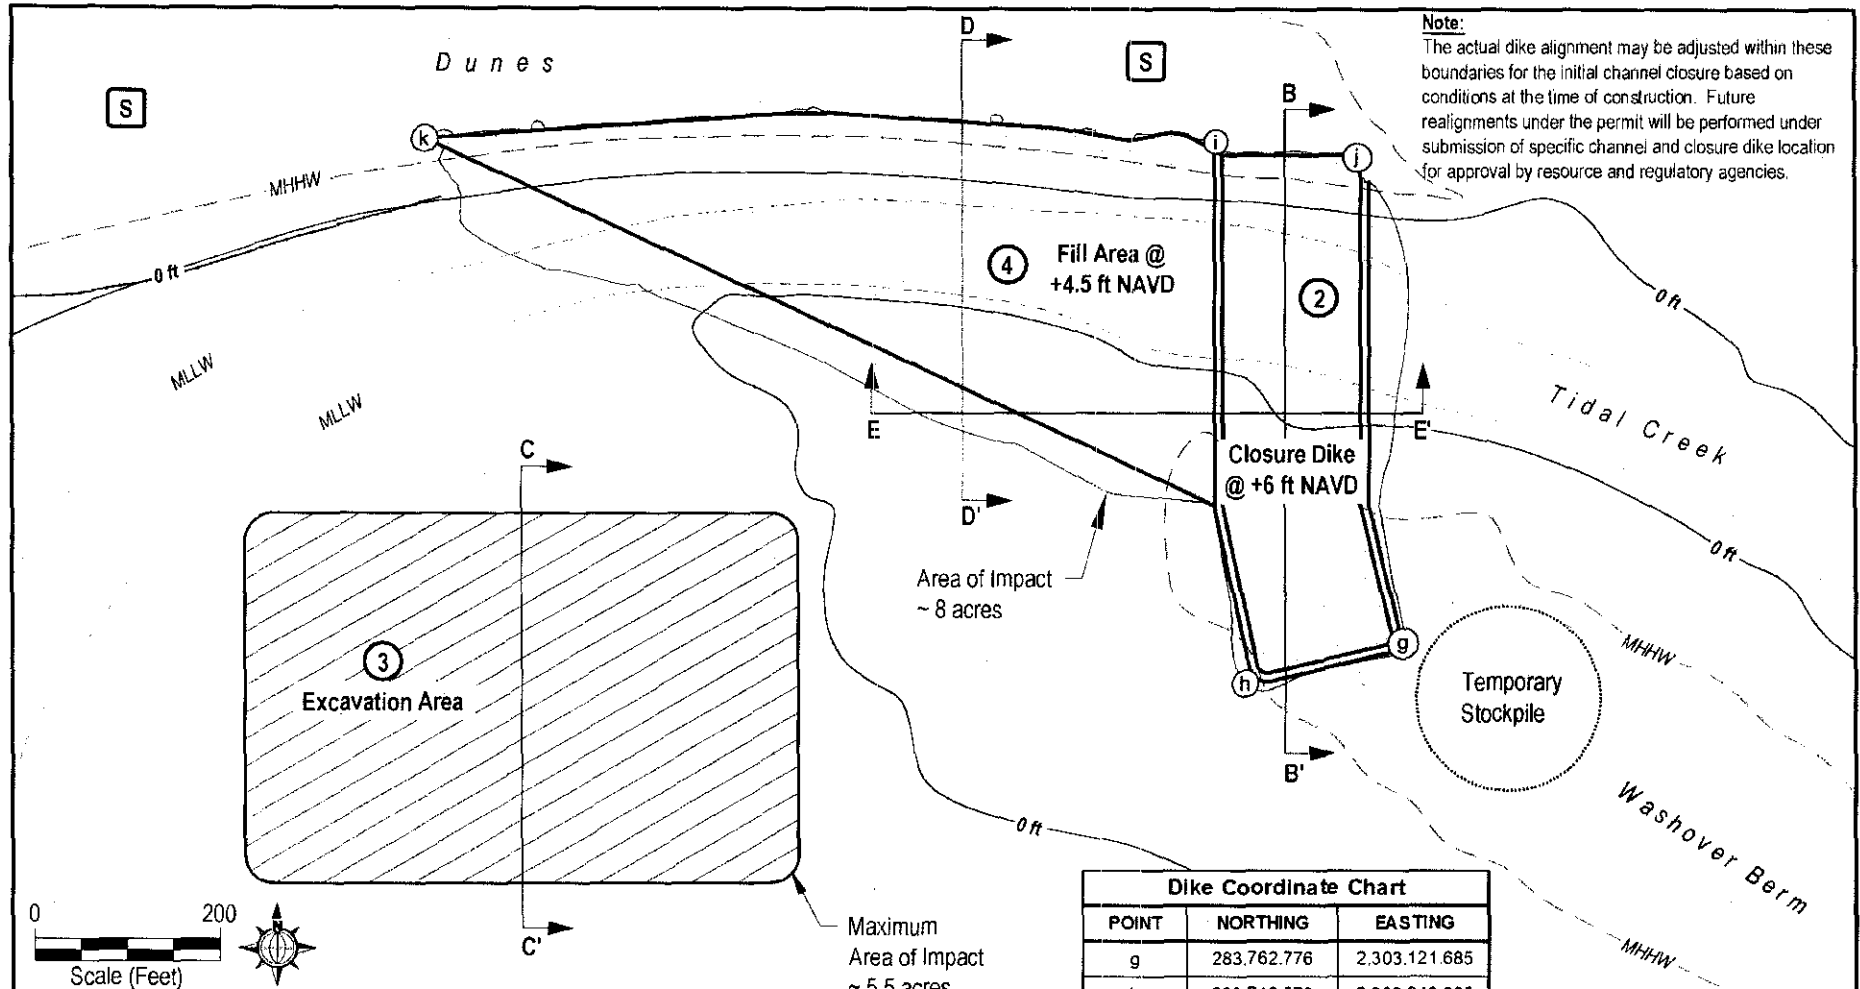 Note:
The actual dike alignment may be adjusted within these
boundaries for the initial channel closure based on
conditions at the time of construction. Future
realignments under the permit will be performed under
submission of specific channel and closure dike location
for approval by resource and regulatory agencies.
D
Dunes
S
S
B
k
i
j
MHHW
0 ft
4
Fill Area @
+4.5 ft NAVD
2
0 ft
MLLW
MLLW
Tidal Creek
E
E'
C
Closure Dike
@ +6 ft NAVD
D'
0 ft
Area of Impact
~ 8 acres
g
MHHW
3
h
Temporary
Stockpile
Excavation Area
B'
Washover Berm
0 ft
Dike Coordinate Chart
POINT NORTHING EASTING
g 283,762.776 2,303,121.685
0 200
Scale (Feet)
N
C'
Maximum
Area of Impact
~ 5.5 acres
MHHW